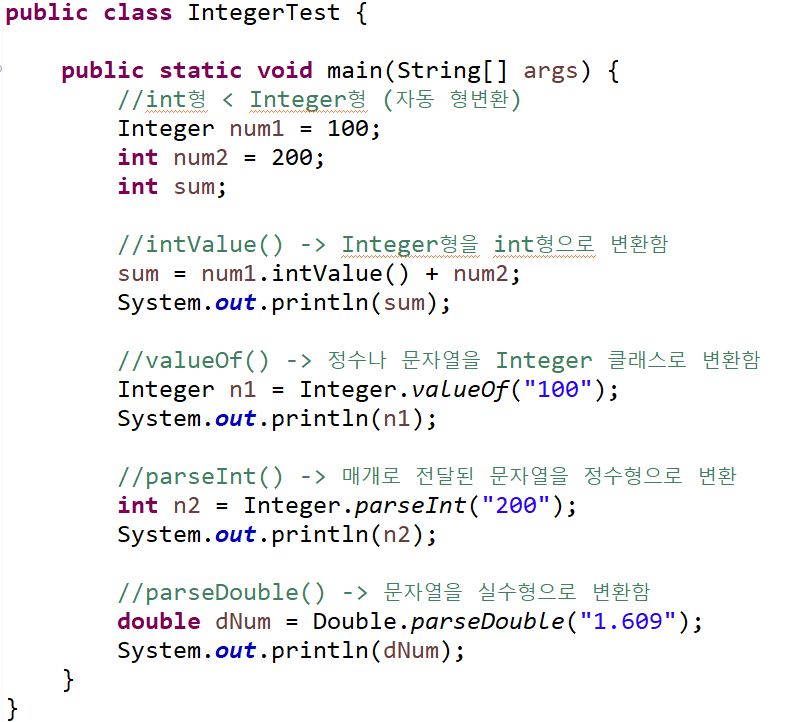 public class IntegerTest {
public static void main(String[] args) {
//int형 < Integer형 (자동 형변환)
Integer num1 = 100;
int num2 = 200;
int sum;
//intValue() -> Integer형을 int형으로 변환함
sum = num1.intValue() + num2;
System.out.println(sum);
//valueOf() -> 정수나 문자열을 Integer 클래스로 변환함
Integer n1 = Integer.valueOf("100");
System.out.println(n1);
//parseInt() -> 매개로 전달된 문자열을 정수형으로 변환
int n2 = Integer.parseInt("200");
System.out.println(n2);
//parseDouble() -> 문자열을 실수형으로 변환함
double dNum = Double.parseDouble("1.609");
System.out.println(dNum);
}
}